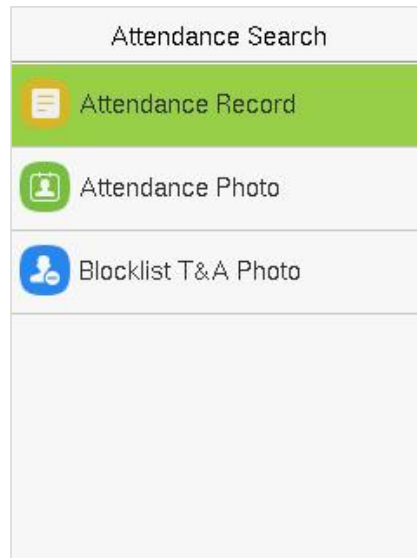 Attendance Search
Attendance Record
Attendance Photo
Blocklist T&A Photo